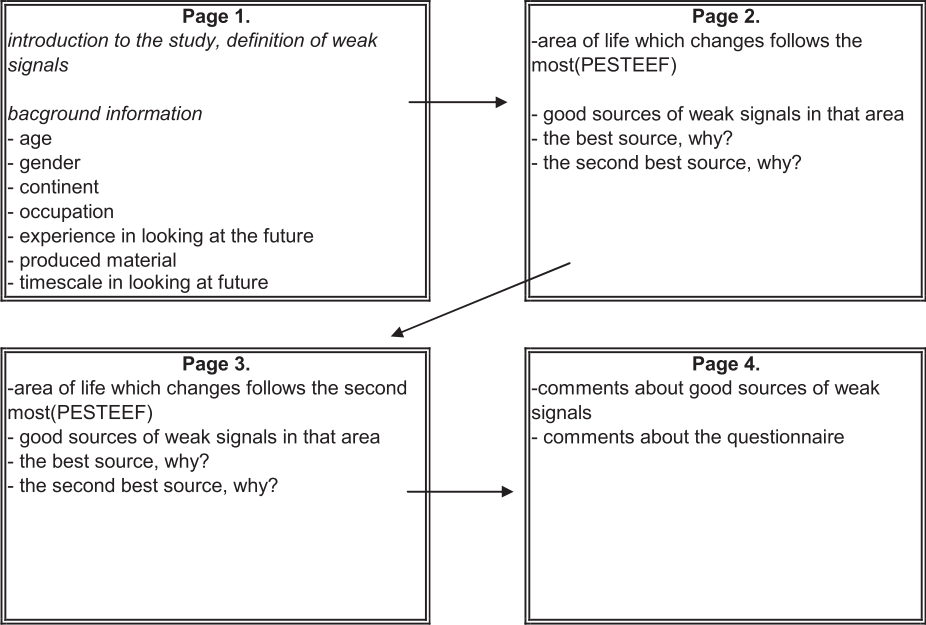 Page 1.
introduction to the study, definition of weak
signals
bacground information
- age
- gender
- continent
- occupation
- experience in looking at the future
- produced material
- timescale in looking at future
Page 2.
-area of life which changes follows the
most(PESTEEF)
- good sources of weak signals in that area
- the best source, why?
- the second best source, why?
Page 3.
-area of life which changes follows the second
most(PESTEEF)
- good sources of weak signals in that area
- the best source, why?
- the second best source, why?
Page 4.
-comments about good sources of weak
signals
- comments about the questionnaire